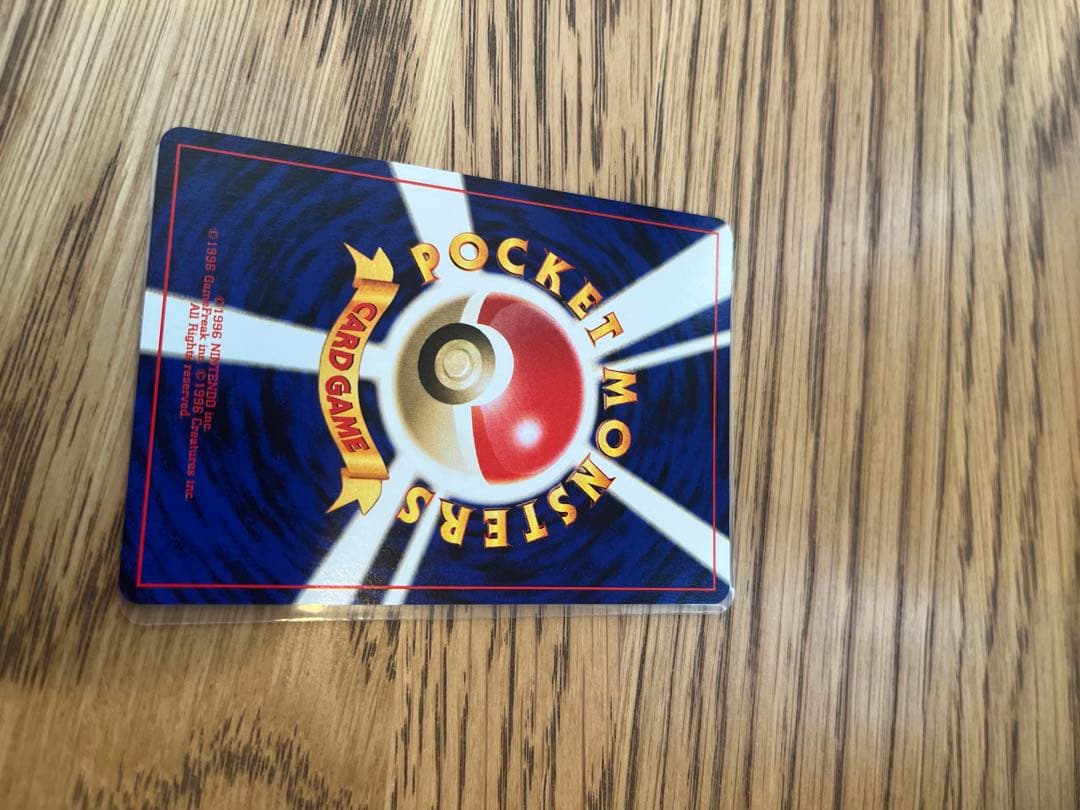 POCKET MONSTERS
CARD GAME
©1996 NINTENDO inc.
©1996 GameFreak inc. ©1996 Creatures inc.
All Rights reserved.